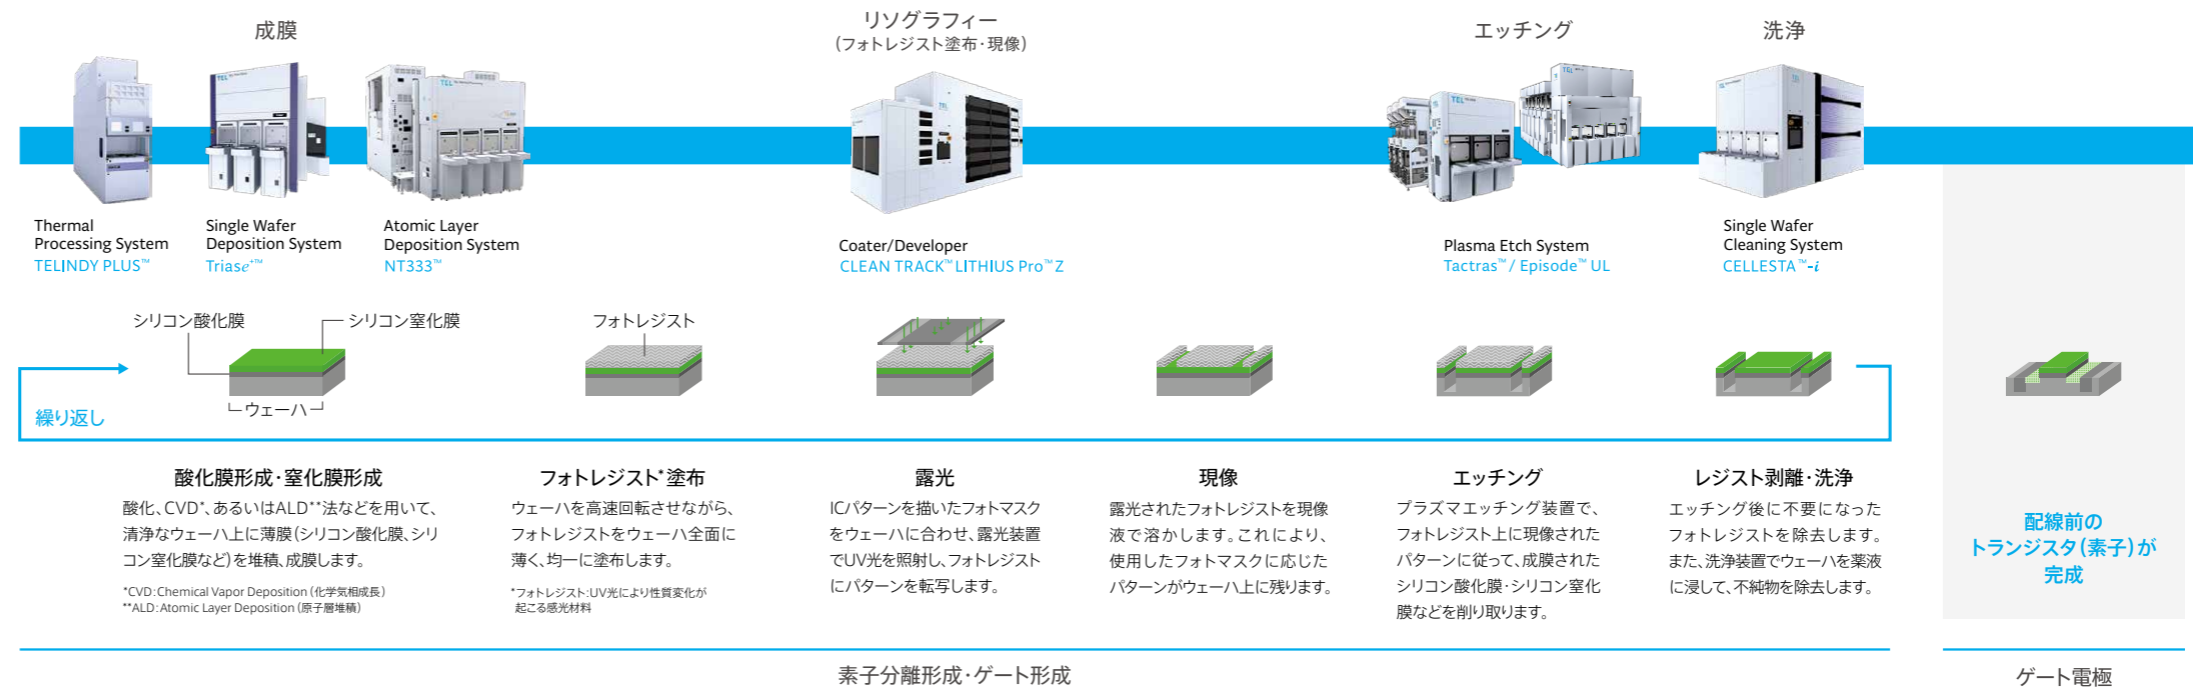 成膜
リソグラフィー
(フォトレジスト塗布・現像)
エッチング
洗浄
TEL
TEL
TEL
TEL
TEL
Thermal
Processing System
TELINDY PLUS™
Single Wafer
Deposition System
Triase⁺™
Atomic Layer
Deposition System
NT333™
Coater/Developer
CLEAN TRACK™ LITHIUS Pro™ Z
Plasma Etch System
Tactras™ / Episode™ UL
Single Wafer
Cleaning System
CELLESTA™-i
シリコン酸化膜
シリコン窒化膜
ウェーハ
フォトレジスト
繰り返し
酸化膜形成・窒化膜形成
酸化、CVD*、あるいはALD**法などを用いて、
清浄なウェーハ上に薄膜(シリコン酸化膜、シリ
コン窒化膜など)を堆積、成膜します。
*CVD:Chemical Vapor Deposition(化学気相成長)
**ALD:Atomic Layer Deposition(原子層堆積)
フォトレジスト*塗布
ウェーハを高速回転させながら、
フォトレジストをウェーハ全面に
薄く、均一に塗布します。
*フォトレジスト:UV光により性質変化が
起こる感光材料
露光
ICパターンを描いたフォトマスク
をウェーハに合わせ、露光装置
でUV光を照射し、フォトレジスト
にパターンを転写します。
現像
露光されたフォトレジストを現像
液で溶かします。これにより、
使用したフォトマスクに応じた
パターンがウェーハ上に残ります。
エッチング
プラズマエッチング装置で、
フォトレジスト上に現像された
パターンに従って、成膜された
シリコン酸化膜・シリコン窒化
膜などを削り取ります。
レジスト剥離・洗浄
エッチング後に不要になった
フォトレジストを除去します。
また、洗浄装置でウェーハを薬液
に浸して、不純物を除去します。
配線前の
トランジスタ(素子)が
完成
素子分離形成・ゲート形成
ゲート電極